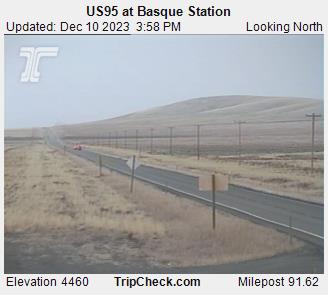 US95 at Basque Station
Updated: Dec 10 2023 3:58 PM Looking North
Elevation 4460 TripCheck.com Milepost 91.62